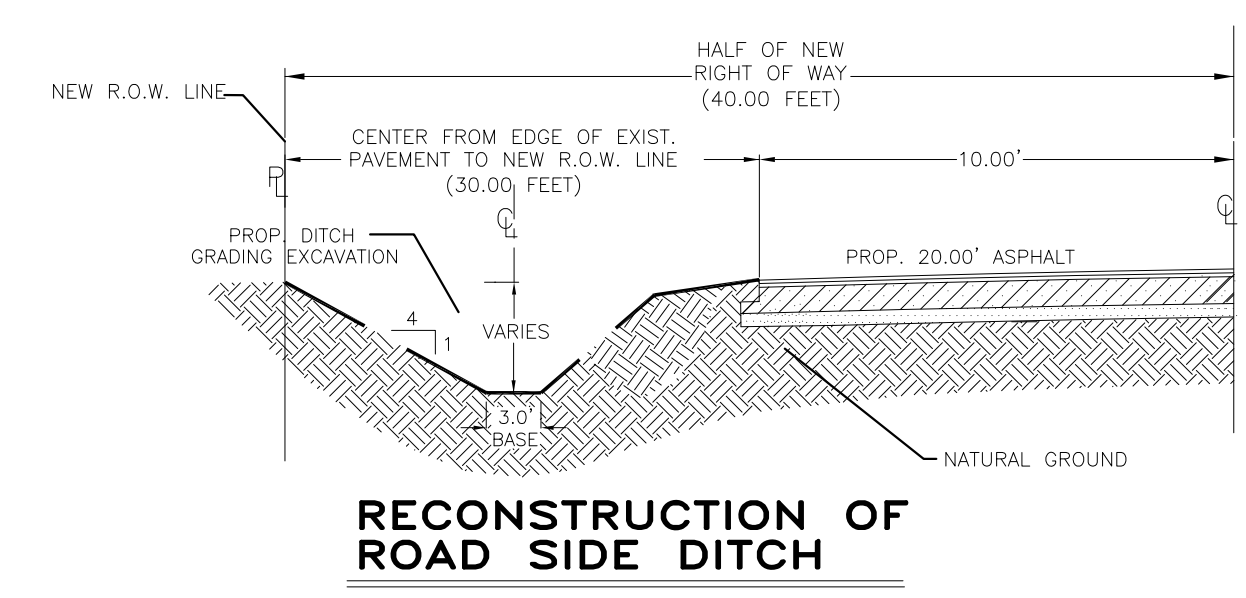 HALF OF NEW
RIGHT OF WAY
(40.00 FEET)
NEW R.O.W. LINE
CENTER FROM EDGE OF EXIST.
PAVEMENT TO NEW R.O.W. LINE
(30.00 FEET)
10.00'
PL
CL
CL
PROP. DITCH
GRADING EXCAVATION
PROP. 20.00' ASPHALT
4
1
VARIES
3.0'
BASE
NATURAL GROUND
RECONSTRUCTION OF
ROAD SIDE DITCH